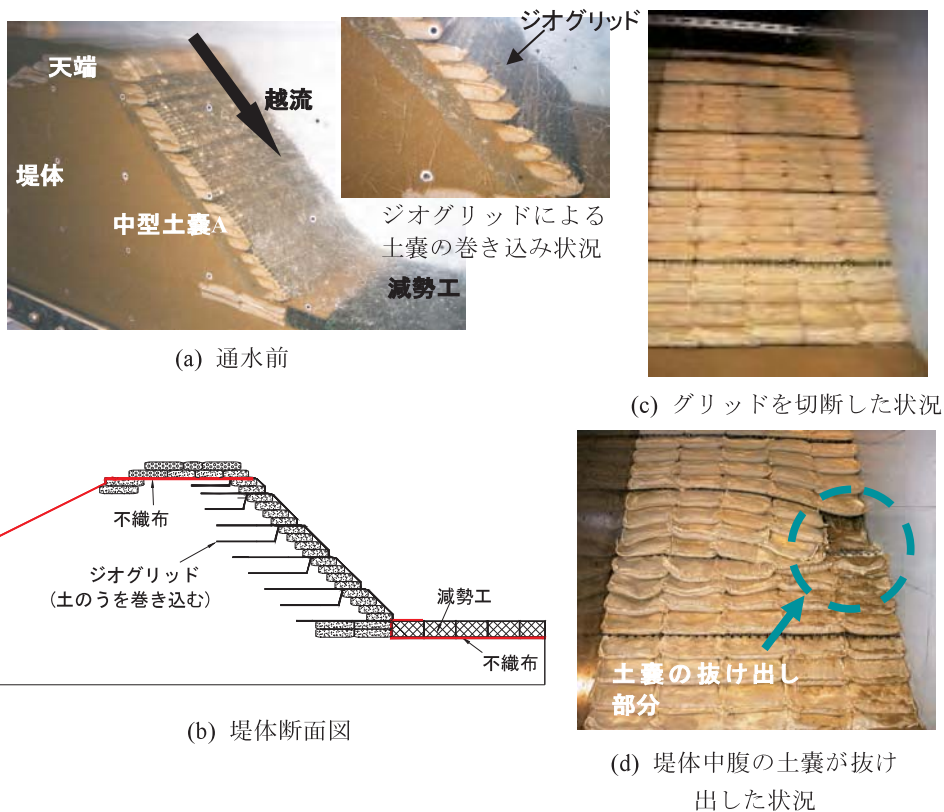 ジオグリッド
天端
越流
堤体
中型土嚢A
減勢工
ジオグリッドによる
土嚢の巻き込み状況
(a) 通水前
(c) グリッドを切断した状況
不織布
ジオグリッド
(土のうを巻き込む)
減勢工
不織布
(b) 堤体断面図
土嚢の抜け出し
部分
(d) 堤体中腹の土嚢が抜け
出した状況